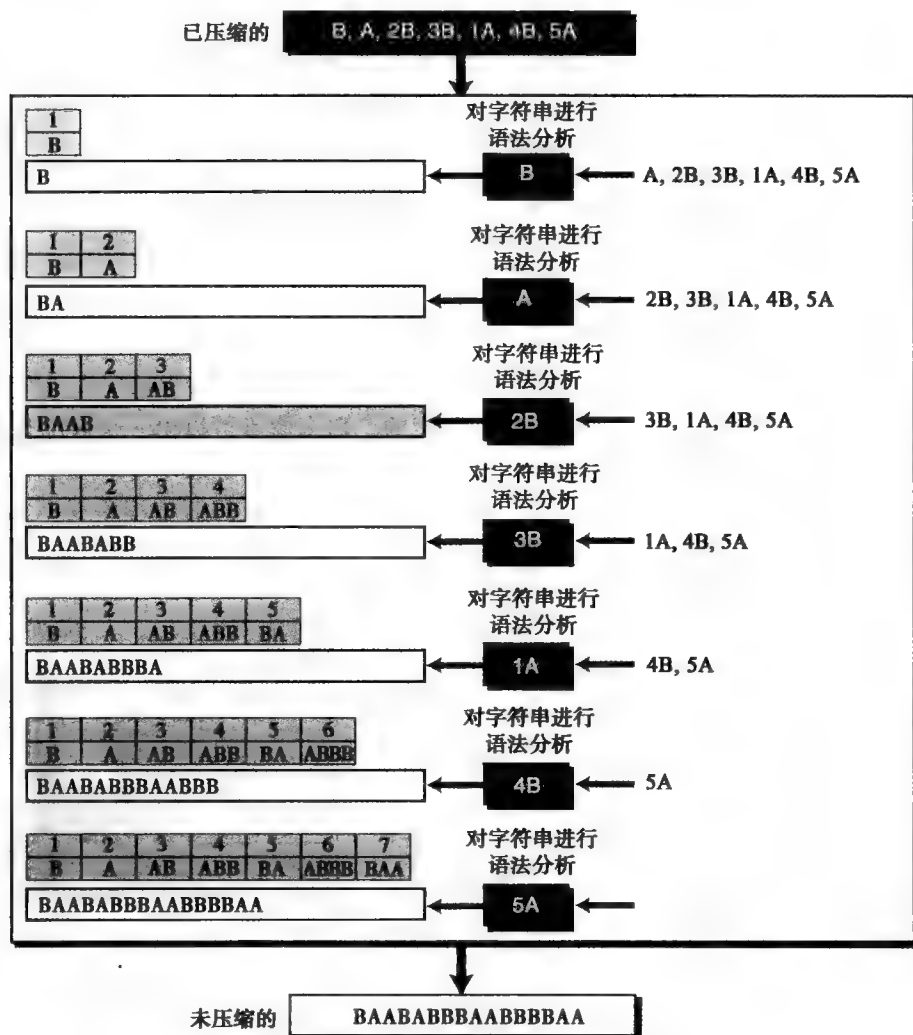 已压缩的 B, A, 2B, 3B, 1A, 4B, 5A
对字符串进行
语法分析
1
B
B
B
A, 2B, 3B, 1A, 4B, 5A
对字符串进行
语法分析
1 2
B A
BA
A
2B, 3B, 1A, 4B, 5A
对字符串进行
语法分析
1 2 3
B A AB
BAAB
2B
3B, 1A, 4B, 5A
对字符串进行
语法分析
1 2 3 4
B A AB ABB
BAABABB
3B
1A, 4B, 5A
对字符串进行
语法分析
1 2 3 4 5
B A AB ABB BA
BAABABBBA
1A
4B, 5A
对字符串进行
语法分析
1 2 3 4 5 6
B A AB ABB BA ABBB
BAABABBBAABBB
4B
5A
对字符串进行
语法分析
1 2 3 4 5 6 7
B A AB ABB BA ABBB BAA
BAABABBBAABBBBAA
5A
未压缩的 BAABABBBAABBBBAA